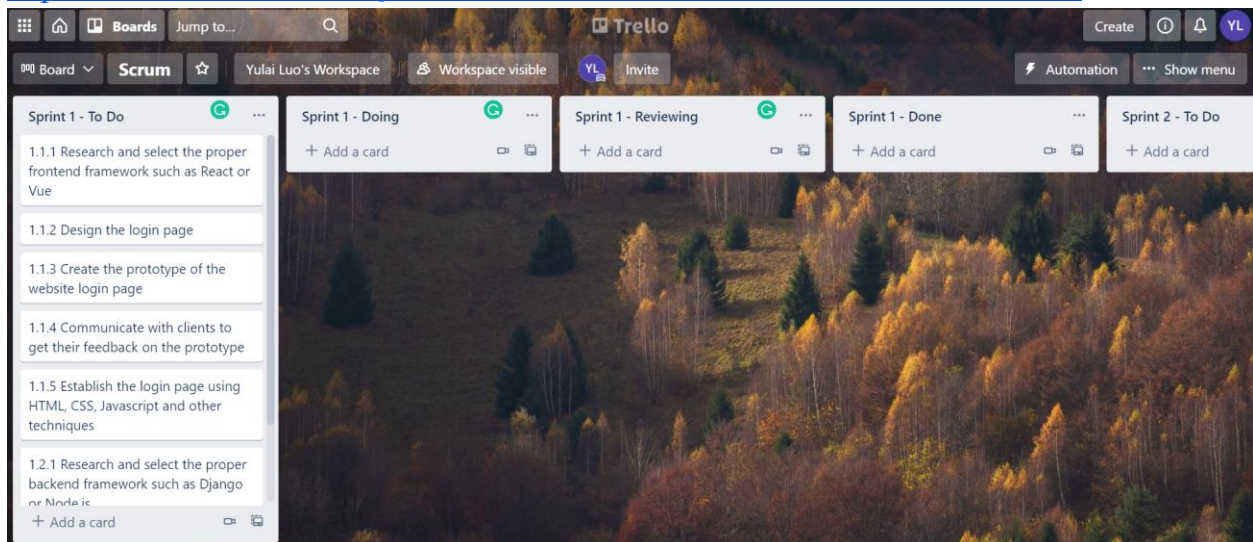 Boards
Jump to...
Trello
Create
YL
Board
Scrum
Yulai Luo's Workspace
Workspace visible
YL
Invite
Automation
Show menu
Sprint 1 - To Do
1.1.1 Research and select the proper
frontend framework such as React or
Vue
1.1.2 Design the login page
1.1.3 Create the prototype of the
website login page
1.1.4 Communicate with clients to
get their feedback on the prototype
1.1.5 Establish the login page using
HTML, CSS, Javascript and other
techniques
1.2.1 Research and select the proper
backend framework such as Django
or Node.js
+ Add a card
Sprint 1 - Doing
+ Add a card
Sprint 1 - Reviewing
+ Add a card
Sprint 1 - Done
+ Add a card
Sprint 2 - To Do
+ Add a card